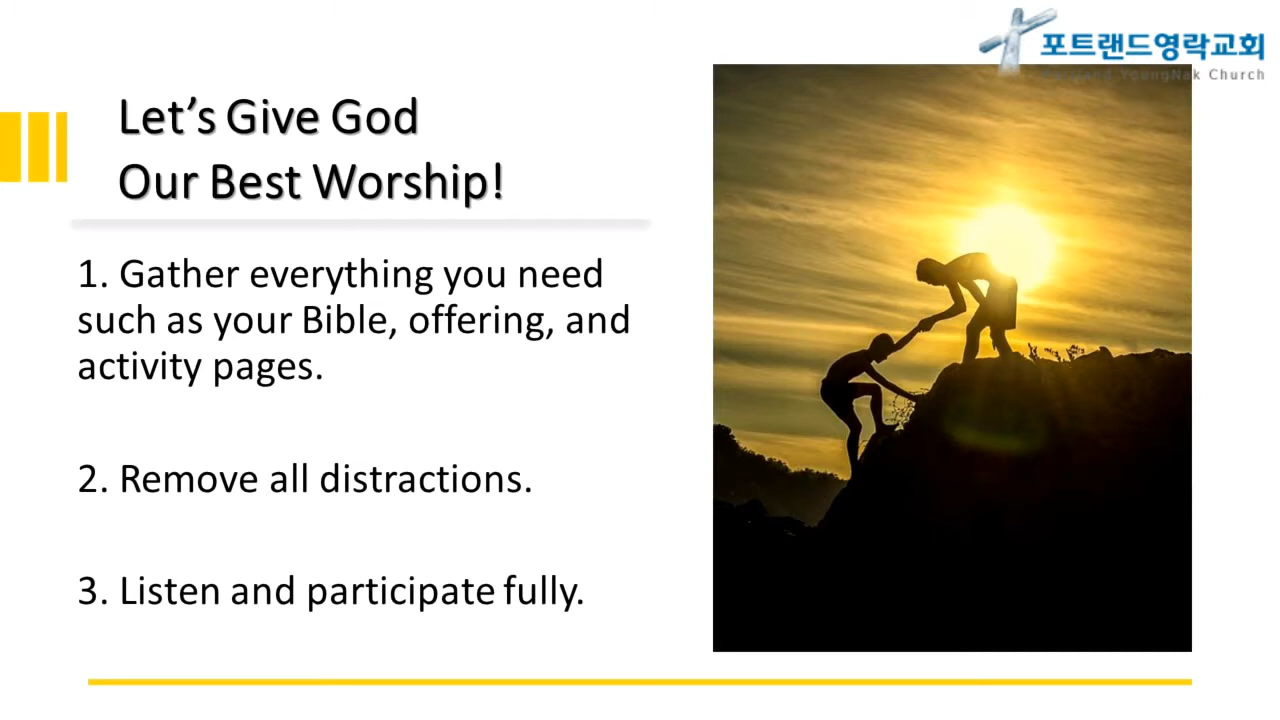 포트랜드영락교회
Portland YoungNak Church
Let’s Give God
Our Best Worship!
1. Gather everything you need
such as your Bible, offering, and
activity pages.
2. Remove all distractions.
3. Listen and participate fully.